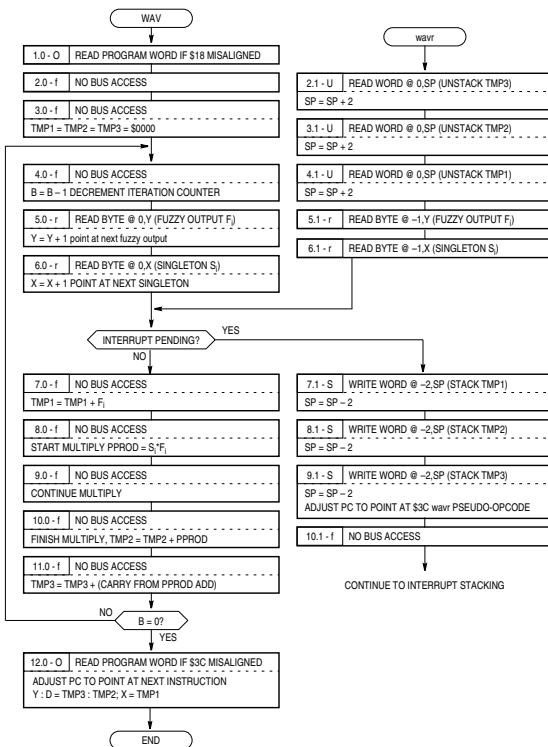 WAV
1.0 - O READ PROGRAM WORD IF $18 MISALIGNED
2.0 - f NO BUS ACCESS
3.0 - f NO BUS ACCESS
TMP1 = TMP2 = TMP3 = $0000
4.0 - f NO BUS ACCESS
B = B – 1 DECREMENT ITERATION COUNTER
5.0 - r READ BYTE @ 0,Y (FUZZY OUTPUT Fi)
Y = Y + 1 point at next fuzzy output
6.0 - r READ BYTE @ 0,X (SINGLETON Si)
X = X + 1 POINT AT NEXT SINGLETON
wavr
2.1 - U READ WORD @ 0,SP (UNSTACK TMP3)
SP = SP + 2
3.1 - U READ WORD @ 0,SP (UNSTACK TMP2)
SP = SP + 2
4.1 - U READ WORD @ 0,SP (UNSTACK TMP1)
SP = SP + 2
5.1 - r READ BYTE @ –1,Y (FUZZY OUTPUT Fi)
6.1 - r READ BYTE @ –1,X (SINGLETON Si)
INTERRUPT PENDING?
YES
NO
7.0 - f NO BUS ACCESS
TMP1 = TMP1 + Fi
8.0 - f NO BUS ACCESS
START MULTIPLY PPROD = Si*Fi
9.0 - f NO BUS ACCESS
CONTINUE MULTIPLY
10.0 - f NO BUS ACCESS
FINISH MULTIPLY, TMP2 = TMP2 + PPROD
11.0 - f NO BUS ACCESS
TMP3 = TMP3 + (CARRY FROM PPROD ADD)
7.1 - S WRITE WORD @ –2,SP (STACK TMP1)
SP = SP – 2
8.1 - S WRITE WORD @ –2,SP (STACK TMP2)
SP = SP – 2
9.1 - S WRITE WORD @ –2,SP (STACK TMP3)
SP = SP – 2
ADJUST PC TO POINT AT $3C wavr PSEUDO-OPCODE
10.1 - f NO BUS ACCESS
CONTINUE TO INTERRUPT STACKING
NO
B = 0?
YES
12.0 - O READ PROGRAM WORD IF $3C MISALIGNED
ADJUST PC TO POINT AT NEXT INSTRUCTION
Y : D = TMP3 : TMP2; X = TMP1
END